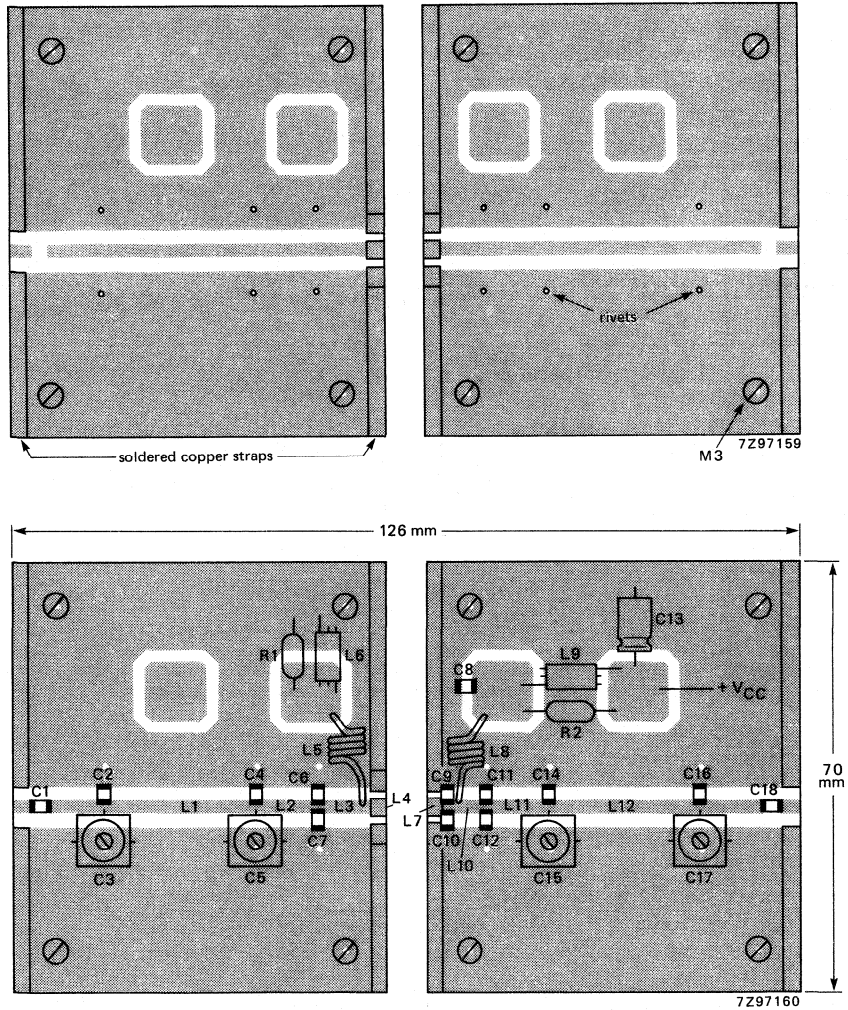 rivets
soldered copper straps
M3
7Z97159
126 mm
C13
R1
L6
L9
C8
+ VCC
R2
L5
L8
C2
C4
C6
C9
C11
C14
C16
C1
L1
L2
L3
L4
L7
L11
L12
C18
C7
C10
C12
L10
C3
C5
C15
C17
70
mm
7Z97160